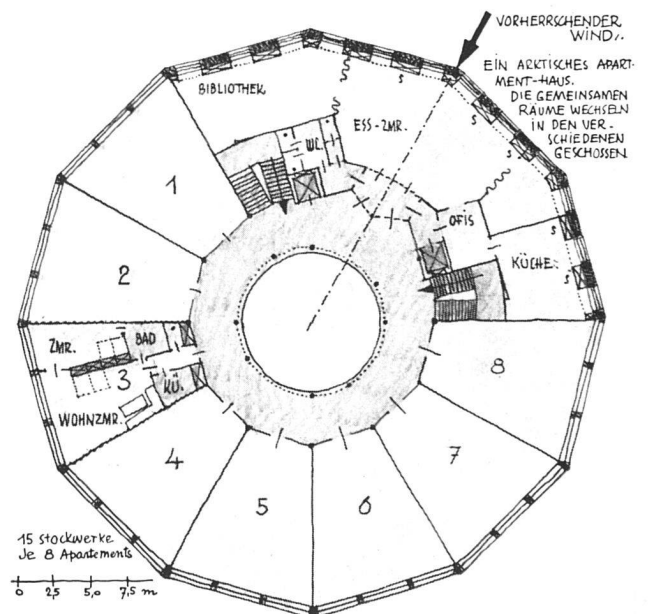 VORHERRSCHENDER
WIND,.
EIN ARKTISCHES APART-
MENT-HAUS.
DIE GEMEINSAMEN
RÄUME WECHSELN
IN DEN VER-
SCHIEDENEN
GESCHOSSEN
BIBLIOTHEK
S
S
ESS-ZMR.
WC
S
S
1
OFIS
S
KÜCHE
S
2
ZMR.
BAD
3
KÜ.
WOHNZMR.
8
4
7
5
6
15 Stockwerke
Je 8 Apartements
0 2,5 5,0 7,5 m